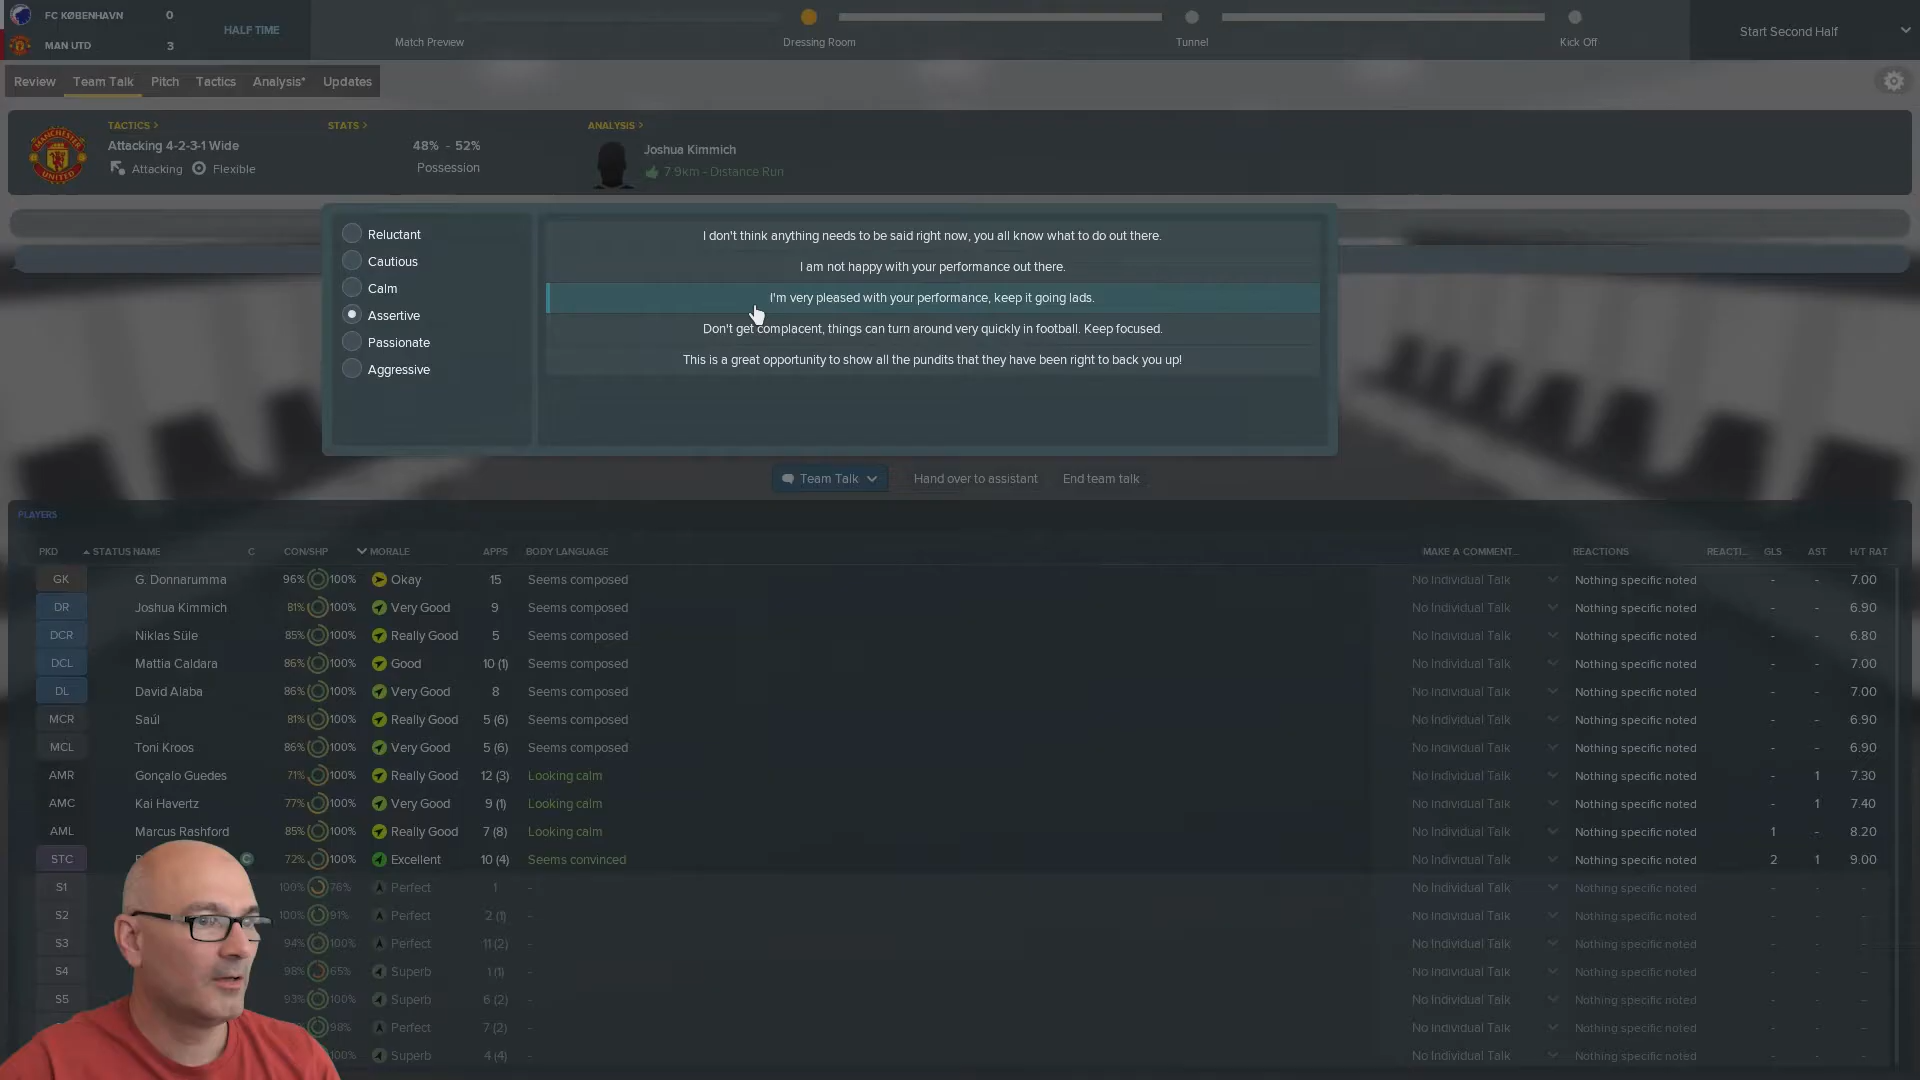 FC KØBENHAVN 0
MAN UTD 3
HALF TIME
Match Preview
Dressing Room
Tunnel
Kick Off
Start Second Half
Review Team Talk Pitch Tactics Analysis* Updates
TACTICS >
Attacking 4-2-3-1 Wide
Attacking Flexible
STATS >
48% - 52%
Possession
ANALYSIS >
Joshua Kimmich
7.9km - Distance Run
Reluctant
Cautious
Calm
Assertive
Passionate
Aggressive
I don't think anything needs to be said right now, you all know what to do out there.
I am not happy with your performance out there.
I'm very pleased with your performance, keep it going lads.
Don't get complacent, things can turn around very quickly in football. Keep focused.
This is a great opportunity to show all the pundits that they have been right to back you up!
Team Talk Hand over to assistant End team talk
PLAYERS
PKD STATUS NAME C CON/SHP MORALE APPS BODY LANGUAGE MAKE A COMMENT... REACTIONS REACTI... GLS AST H/T RAT
GK G. Donnarumma 96% 100% Okay 15 Seems composed No Individual Talk Nothing specific noted - - 7.00
DR Joshua Kimmich 81% 100% Very Good 9 Seems composed No Individual Talk Nothing specific noted - - 6.90
DCR Niklas Süle 85% 100% Really Good 5 Seems composed No Individual Talk Nothing specific noted - - 6.80
DCL Mattia Caldara 86% 100% Good 10 (1) Seems composed No Individual Talk Nothing specific noted - - 7.00
DL David Alaba 86% 100% Very Good 8 Seems composed No Individual Talk Nothing specific noted - - 7.00
MCR Saúl 81% 100% Really Good 5 (6) Seems composed No Individual Talk Nothing specific noted - - 6.90
MCL Toni Kroos 86% 100% Very Good 5 (6) Seems composed No Individual Talk Nothing specific noted - - 6.90
AMR Gonçalo Guedes 71% 100% Really Good 12 (3) Looking calm No Individual Talk Nothing specific noted - 1 7.30
AMC Kai Havertz 77% 100% Very Good 9 (1) Looking calm No Individual Talk Nothing specific noted - 1 7.40
AML Marcus Rashford 85% 100% Really Good 7 (8) Looking calm No Individual Talk Nothing specific noted 1 - 8.20
STC C 72% 100% Excellent 10 (4) Seems convinced No Individual Talk Nothing specific noted 2 1 9.00
S1 100% 76% Perfect 1 - No Individual Talk Nothing specific noted - - -
S2 100% 91% Perfect 2 (1) - No Individual Talk Nothing specific noted - - -
S3 94% 100% Perfect 11 (2) - No Individual Talk Nothing specific noted - - -
S4 98% 65% Superb 1 (1) - No Individual Talk Nothing specific noted - - -
S5 93% 100% Superb 6 (2) - No Individual Talk Nothing specific noted - - -
98% Perfect 7 (2) - No Individual Talk Nothing specific noted - - -
100% Superb 4 (4) - No Individual Talk Nothing specific noted - - -